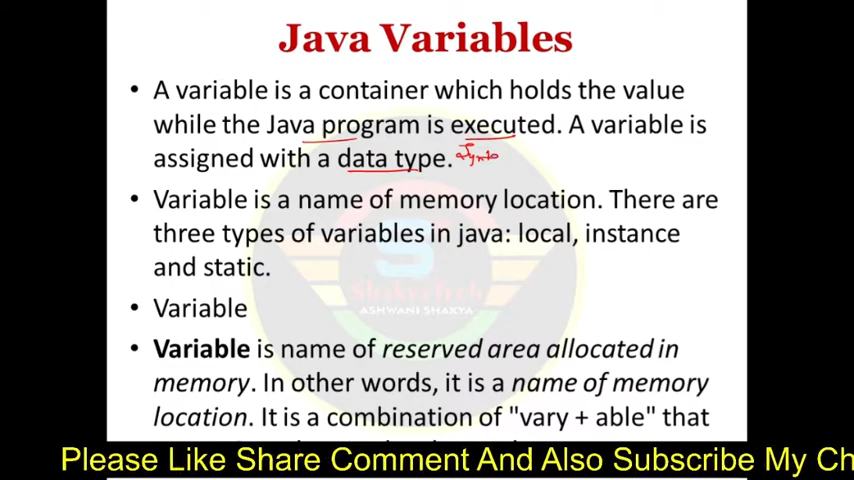 Java Variables
• A variable is a container which holds the value
while the Java program is executed. A variable is
assigned with a data type.
• Variable is a name of memory location. There are
three types of variables in java: local, instance
and static.
ShakyaTech
ASHWANI SHAKYA
• Variable
• Variable is name of reserved area allocated in
memory. In other words, it is a name of memory
location. It is a combination of "vary + able" that
Please Like Share Comment And Also Subscribe My Ch